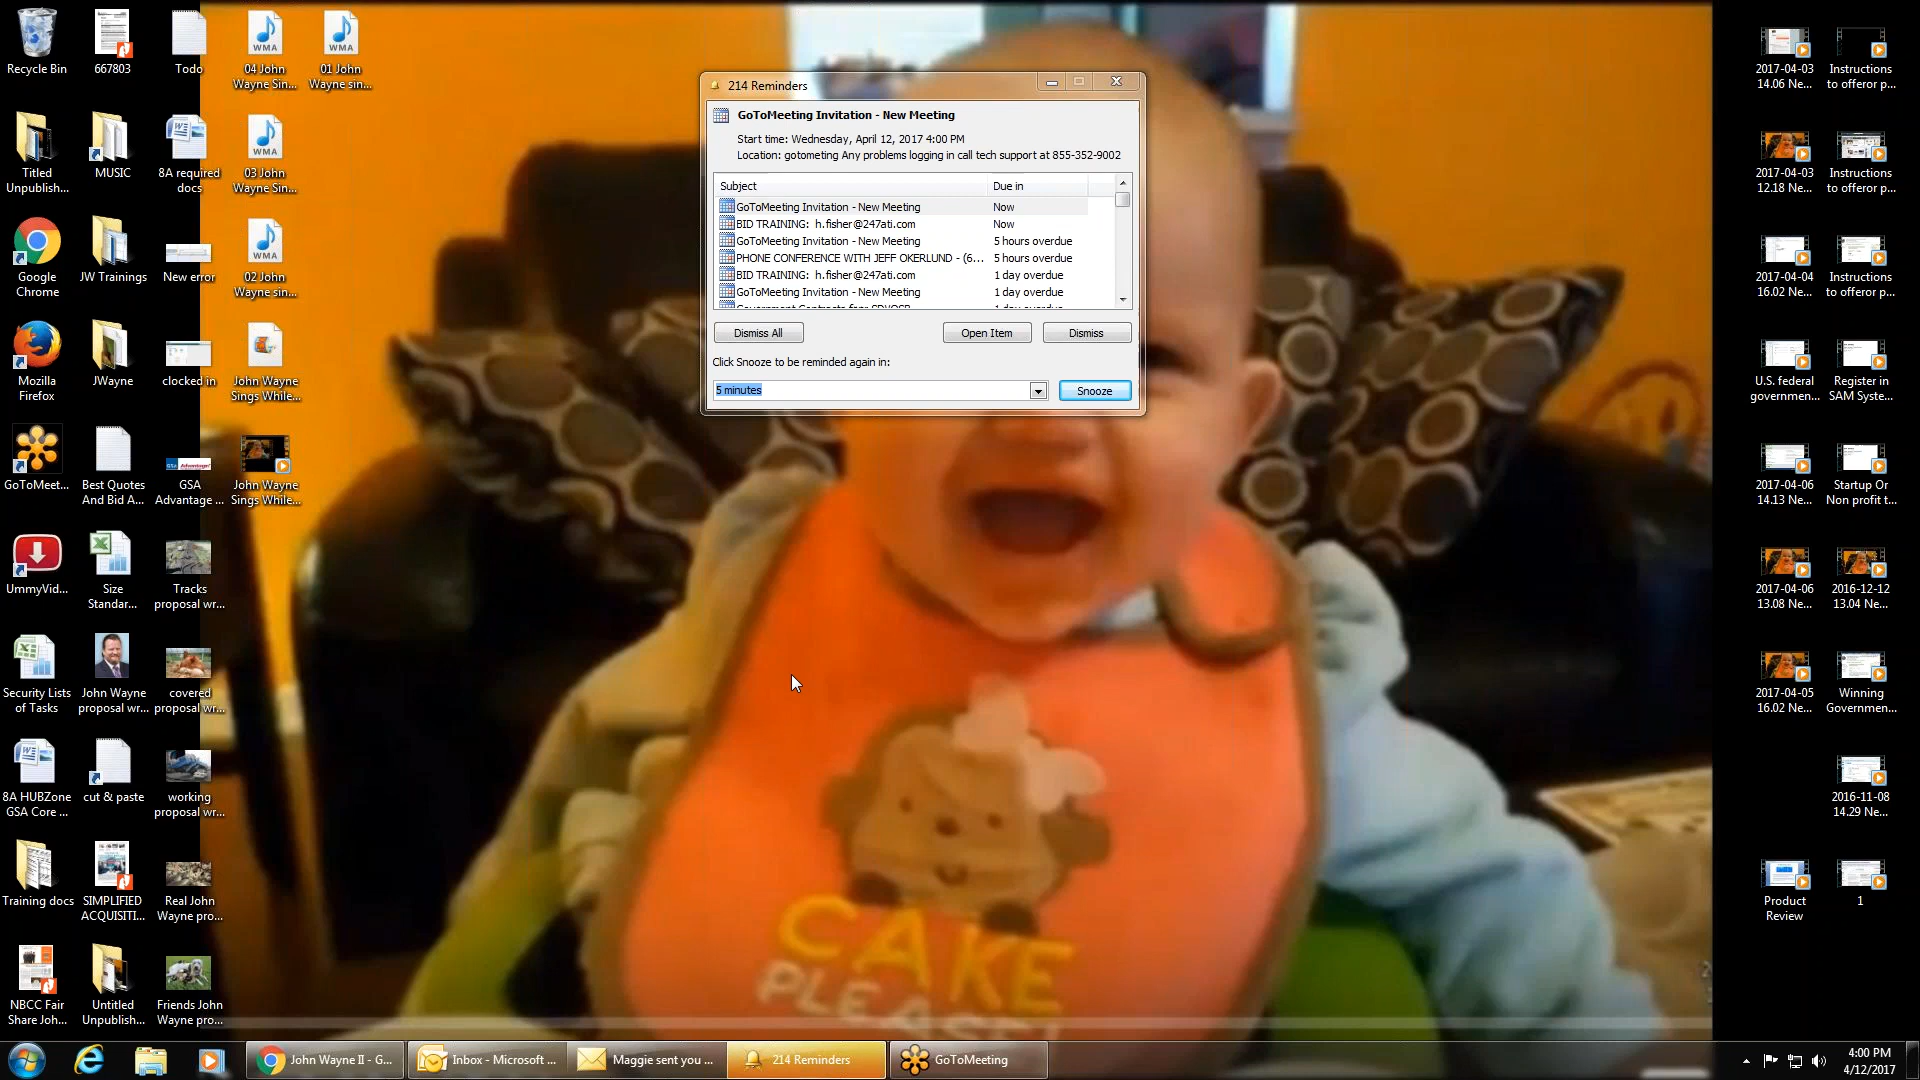 Recycle Bin
667803
Todo
04 John
Wayne Sin...
01 John
Wayne sin...
Titled
Unpublish...
MUSIC
8A required
docs
03 John
Wayne Sin...
Google
Chrome
JW Trainings
New error
02 John
Wayne sin...
Mozilla
Firefox
JWayne
clocked in
John Wayne
Sings While...
GoToMeet...
Best Quotes
And Bid A...
GSA
Advantage ...
John Wayne
Sings While...
UmmyVid...
Size
Standar...
Tracks
proposal wr...
Security Lists
of Tasks
John Wayne
proposal wr...
covered
proposal wr...
8A HUBZone
GSA Core ...
cut & paste
working
proposal wr...
Training docs
SIMPLIFIED
ACQUISITI...
Real John
Wayne pro...
NBCC Fair
Share Joh...
Untitled
Unpublish...
Friends John
Wayne pro...
214 Reminders
GoToMeeting Invitation - New Meeting
Start time: Wednesday, April 12, 2017 4:00 PM
Location: gotometing Any problems logging in call tech support at 855-352-9002
Subject Due in
GoToMeeting Invitation - New Meeting Now
BID TRAINING: h.fisher@247ati.com Now
GoToMeeting Invitation - New Meeting 5 hours overdue
PHONE CONFERENCE WITH JEFF OKERLUND - (6... 5 hours overdue
BID TRAINING: h.fisher@247ati.com 1 day overdue
GoToMeeting Invitation - New Meeting 1 day overdue
Dismiss All Open Item Dismiss
Click Snooze to be reminded again in:
5 minutes Snooze
CAKE
PLEASE!
2017-04-03
14.06 Ne...
Instructions
to offeror p...
2017-04-03
12.18 Ne...
Instructions
to offeror p...
2017-04-04
16.02 Ne...
Instructions
to offeror p...
U.S. federal
governmen...
Register in
SAM Syste...
2017-04-06
14.13 Ne...
Startup Or
Non profit t...
2017-04-06
13.08 Ne...
2016-12-12
13.04 Ne...
2017-04-05
16.02 Ne...
Winning
Governmen...
2016-11-08
14.29 Ne...
Product
Review
1
John Wayne II - G...
Inbox - Microsoft ...
Maggie sent you ...
214 Reminders
GoToMeeting
4:00 PM
4/12/2017